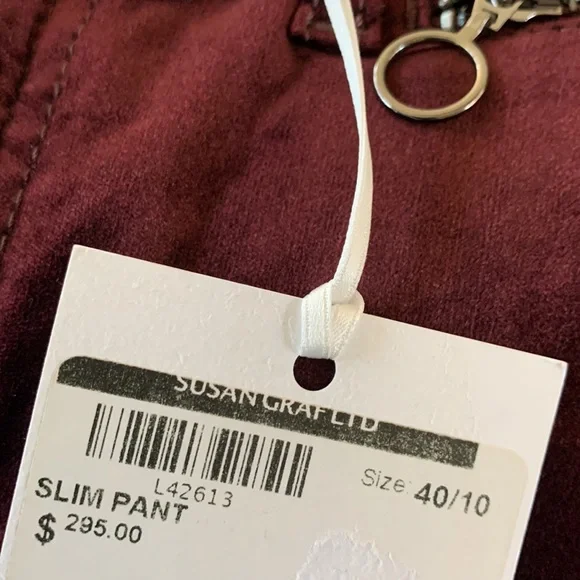 SUSAN GRAF LTD
L42613
Size: 40/10
SLIM PANT
$ 295.00